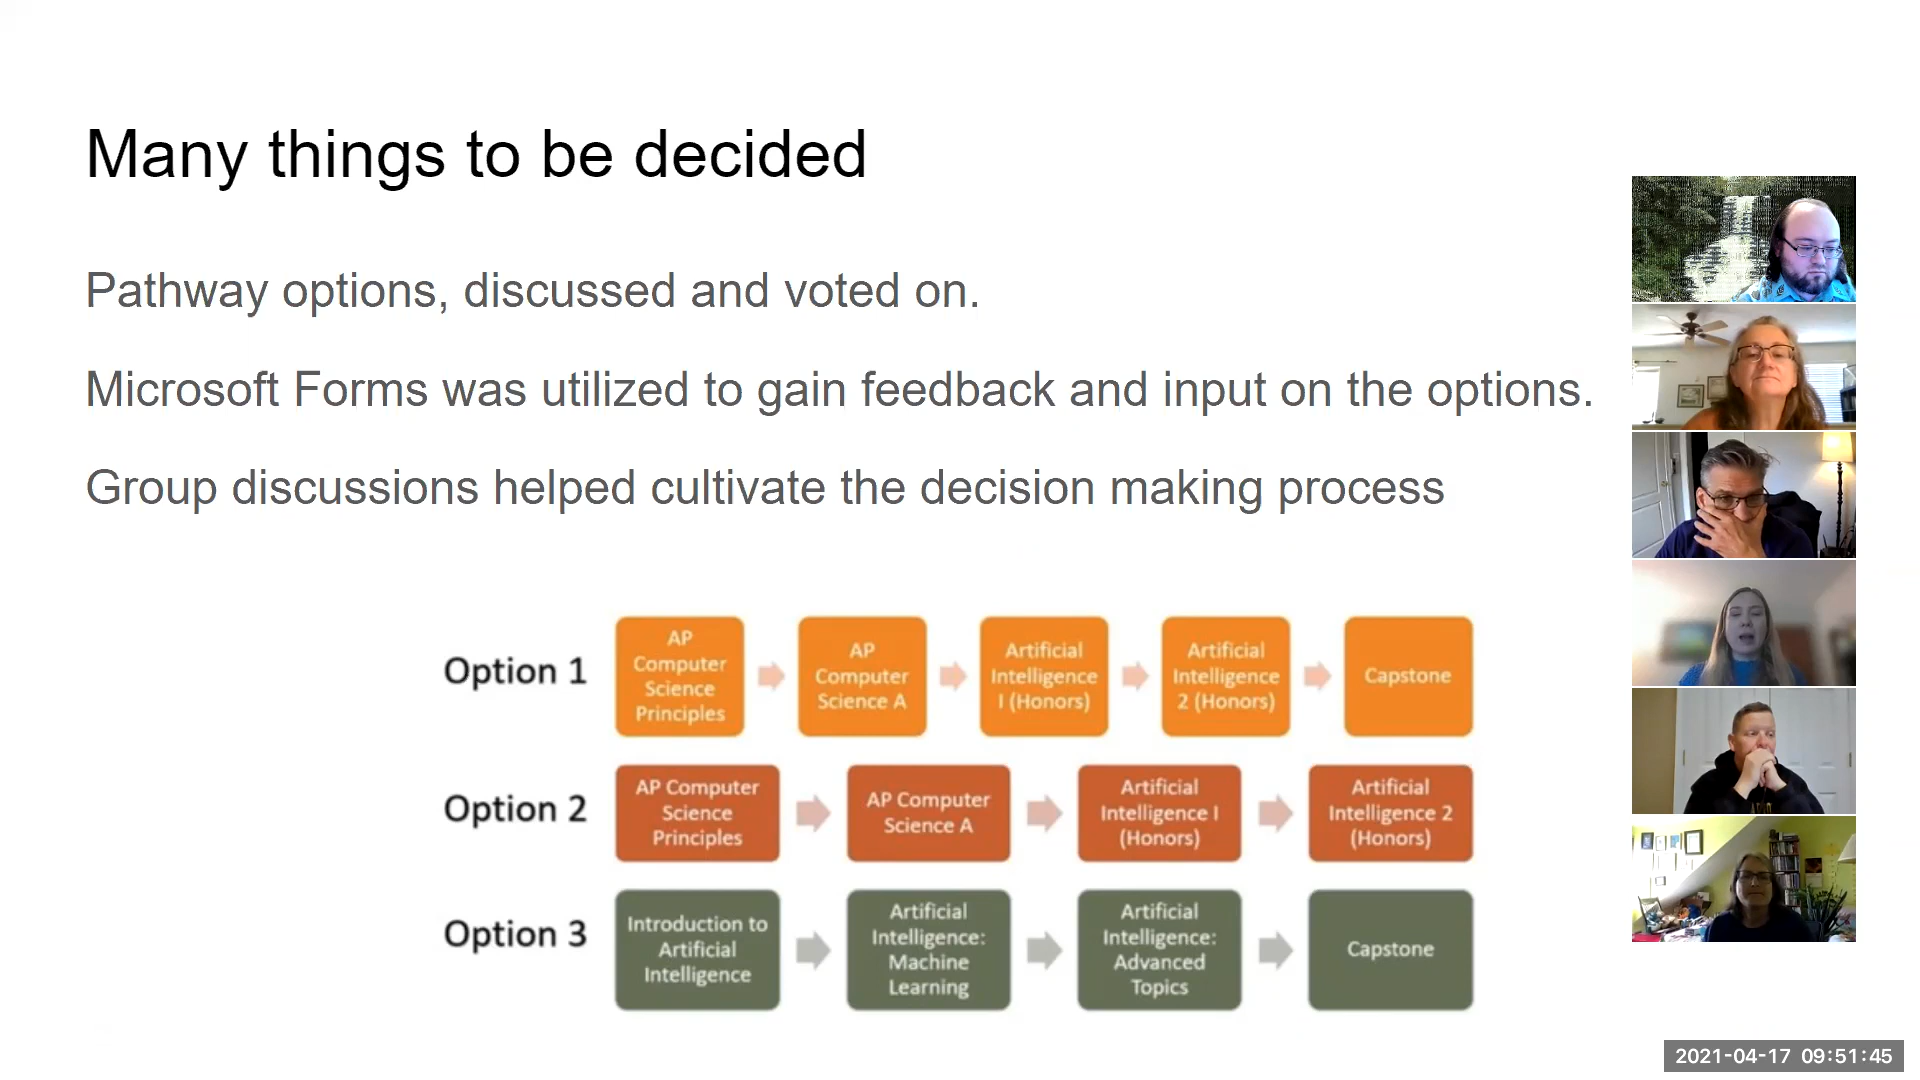 Many things to be decided
Pathway options, discussed and voted on.
Microsoft Forms was utilized to gain feedback and input on the options.
Group discussions helped cultivate the decision making process
Option 1
AP
Computer
Science
Principles
AP
Computer
Science A
Artificial
Intelligence
I (Honors)
Artificial
Intelligence
2 (Honors)
Capstone
Option 2
AP Computer
Science
Principles
AP Computer
Science A
Artificial
Intelligence I
(Honors)
Artificial
Intelligence 2
(Honors)
Option 3
Introduction to
Artificial
Intelligence
Artificial
Intelligence:
Machine
Learning
Artificial
Intelligence:
Advanced
Topics
Capstone
2021-04-17 09:51:45